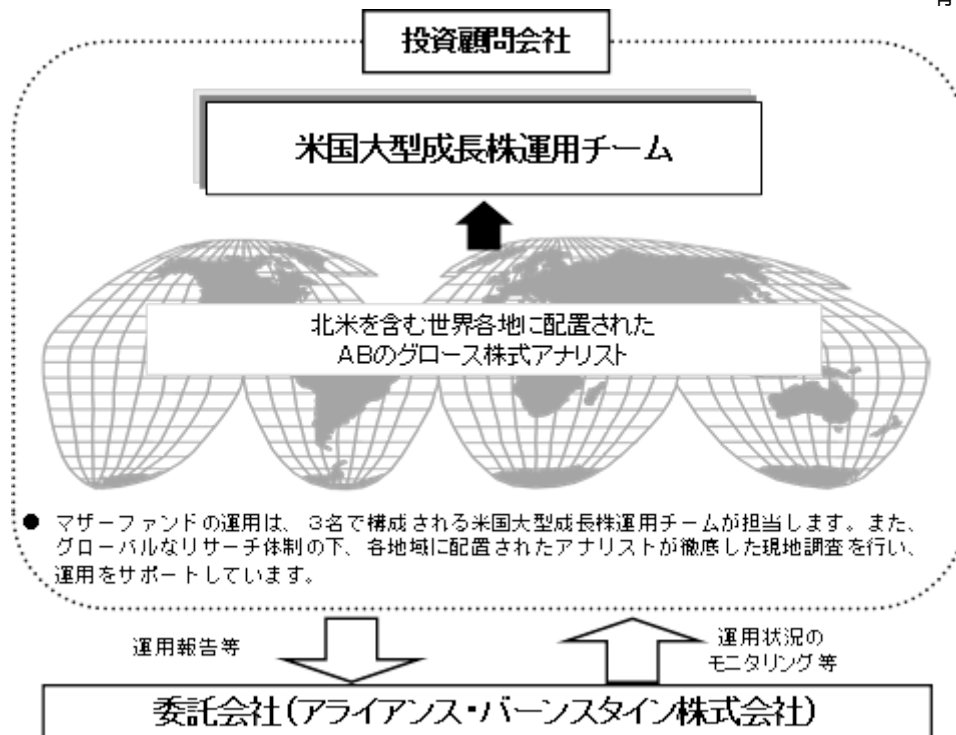 投資顧問会社
米国大型成長株運用チーム
北米を含む世界各地に配置された
ABのグロース株式アナリスト
● マザーファンドの運用は、3名で構成される米国大型成長株運用チームが担当します。また、
グローバルなリサーチ体制の下、各地域に配置されたアナリストが徹底した現地調査を行い、
運用をサポートしています。
運用報告等
運用状況の
モニタリング等
委託会社(アライアンス・バーンスタイン株式会社)